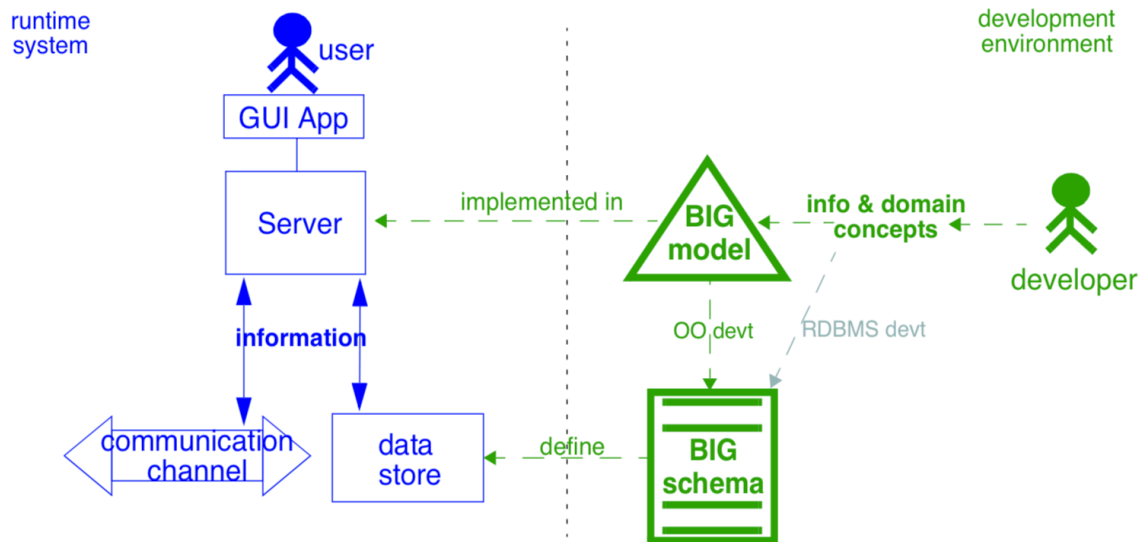 runtime
system
development
environment
user
GUI App
Server
implemented in
BIG
model
info & domain
concepts
developer
information
OO devt
RDBMS devt
communication
channel
data
store
define
BIG
schema